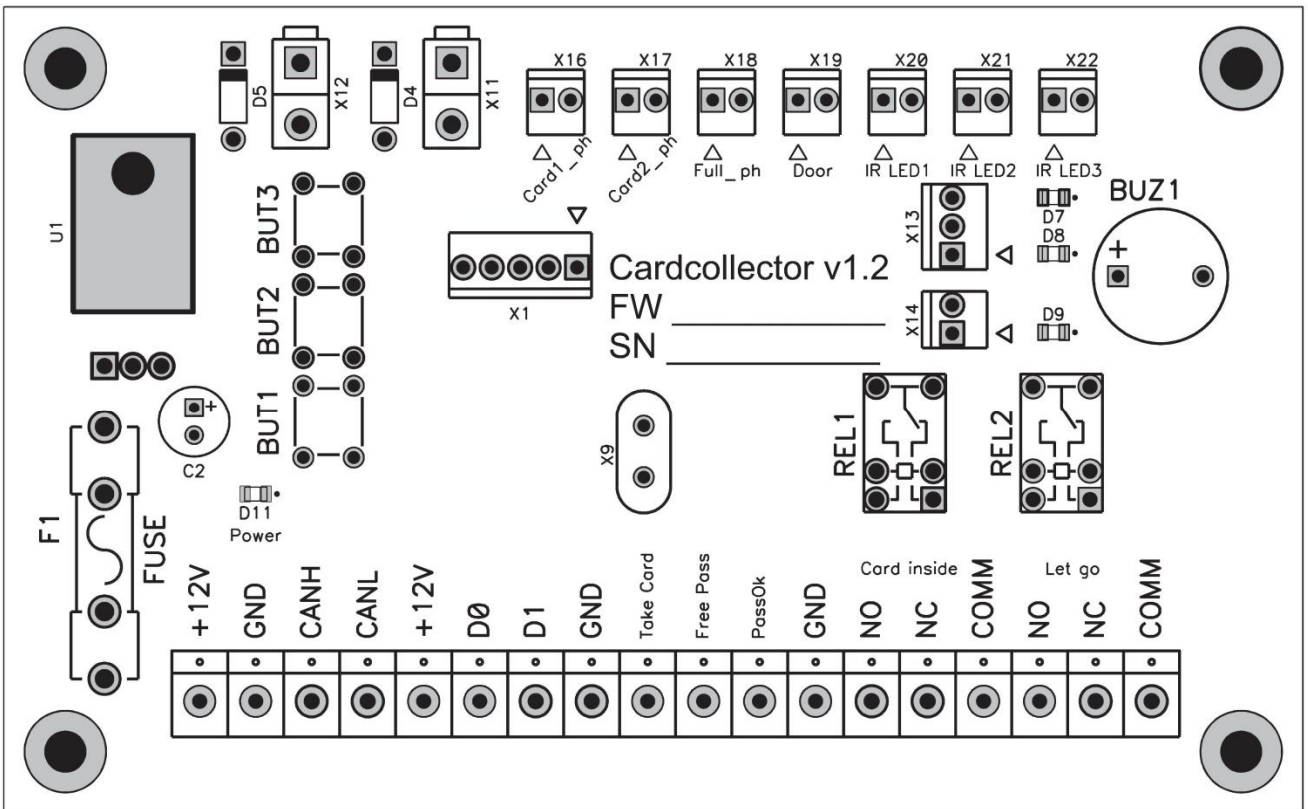 X16
X17
X18
X19
X20
X21
X22
D5
X12
D4
X11
Card1_ph
Card2_ph
Full_ph
Door
IR LED1
IR LED2
IR LED3
U1
BUT3
X13
D7
D8
BUZ1
+
X1
Cardcollector v1.2
FW
SN
BUT2
X14
D9
BUT1
C2
+
X9
REL1
REL2
D11
Power
F1
FUSE
Card inside
Let go
+12V
GND
CANH
CANL
+12V
D0
D1
GND
Take Card
Free Pass
PassOk
GND
NO
NC
COMM
NO
NC
COMM